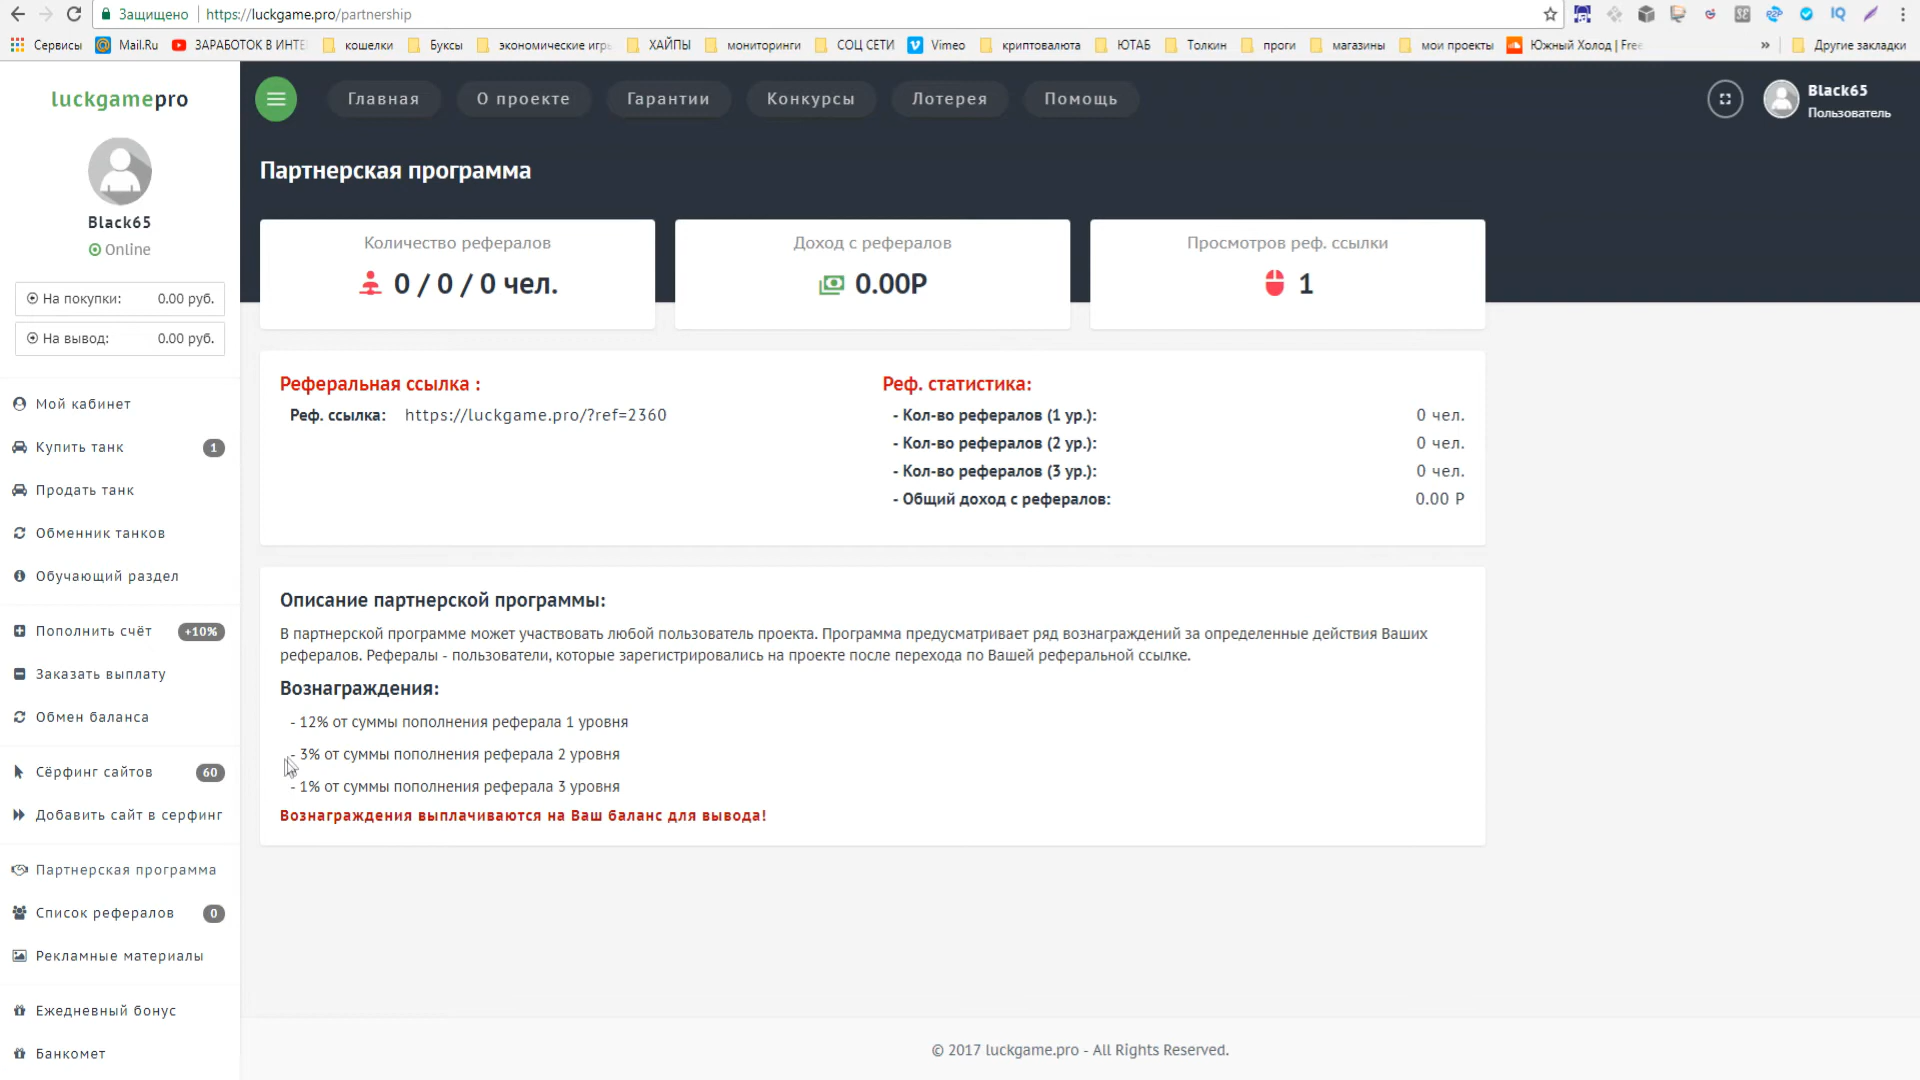 Защищено https://luckgame.pro/partnership
Сервисы Mail.Ru ЗАРАБОТОК В ИНТЕ кошелки Буксы экономические игры ХАЙПЫ мониторинги СОЦ СЕТИ Vimeo криптовалюта ЮТАБ Толкин проги магазины мои проекты Южный Холод | Free » Другие закладки
luckgamepro
Главная О проекте Гарантии Конкурсы Лотерея Помощь
Black65
Пользователь
Партнерская программа
Black65
Online
На покупки: 0.00 руб.
На вывод: 0.00 руб.
Количество рефералов
0 / 0 / 0 чел.
Доход с рефералов
0.00Р
Просмотров реф. ссылки
1
Мой кабинет
Купить танк 1
Продать танк
Обменник танков
Обучающий раздел
Пополнить счёт +10%
Заказать выплату
Обмен баланса
Сёрфинг сайтов 60
Добавить сайт в серфинг
Партнерская программа
Список рефералов 0
Рекламные материалы
Ежедневный бонус
Банкомет
Реферальная ссылка :
Реф. ссылка: https://luckgame.pro/?ref=2360
Реф. статистика:
- Кол-во рефералов (1 ур.): 0 чел.
- Кол-во рефералов (2 ур.): 0 чел.
- Кол-во рефералов (3 ур.): 0 чел.
- Общий доход с рефералов: 0.00 Р
Описание партнерской программы:
В партнерской программе может участвовать любой пользователь проекта. Программа предусматривает ряд вознаграждений за определенные действия Ваших
рефералов. Рефералы - пользователи, которые зарегистрировались на проекте после перехода по Вашей реферальной ссылке.
Вознаграждения:
- 12% от суммы пополнения реферала 1 уровня
- 3% от суммы пополнения реферала 2 уровня
- 1% от суммы пополнения реферала 3 уровня
Вознаграждения выплачиваются на Ваш баланс для вывода!
© 2017 luckgame.pro - All Rights Reserved.